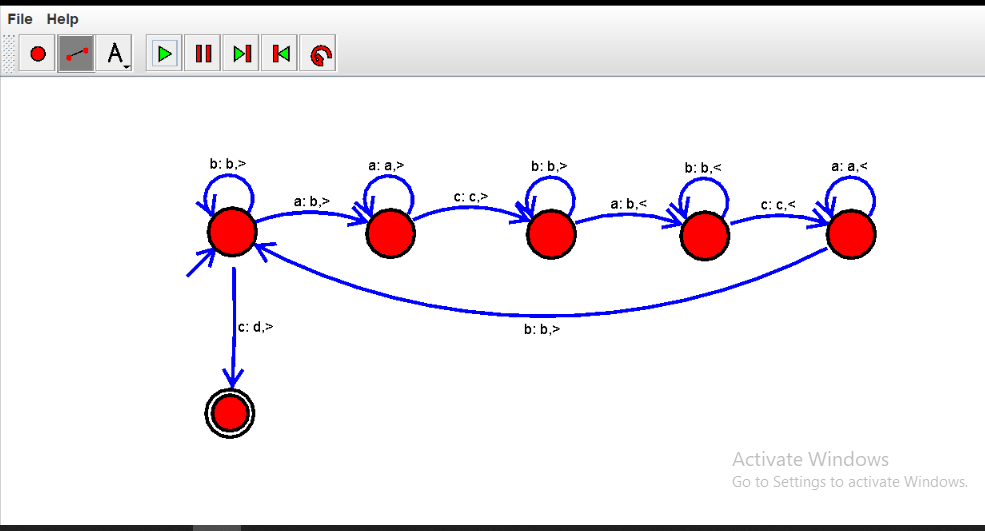 File Help
A
b: b,> a: a,> b: b,> b: b,< a: a,<
a: b,> c: c,> a: b,< c: c,<
c: d,> b: b,>
Activate Windows
Go to Settings to activate Windows.